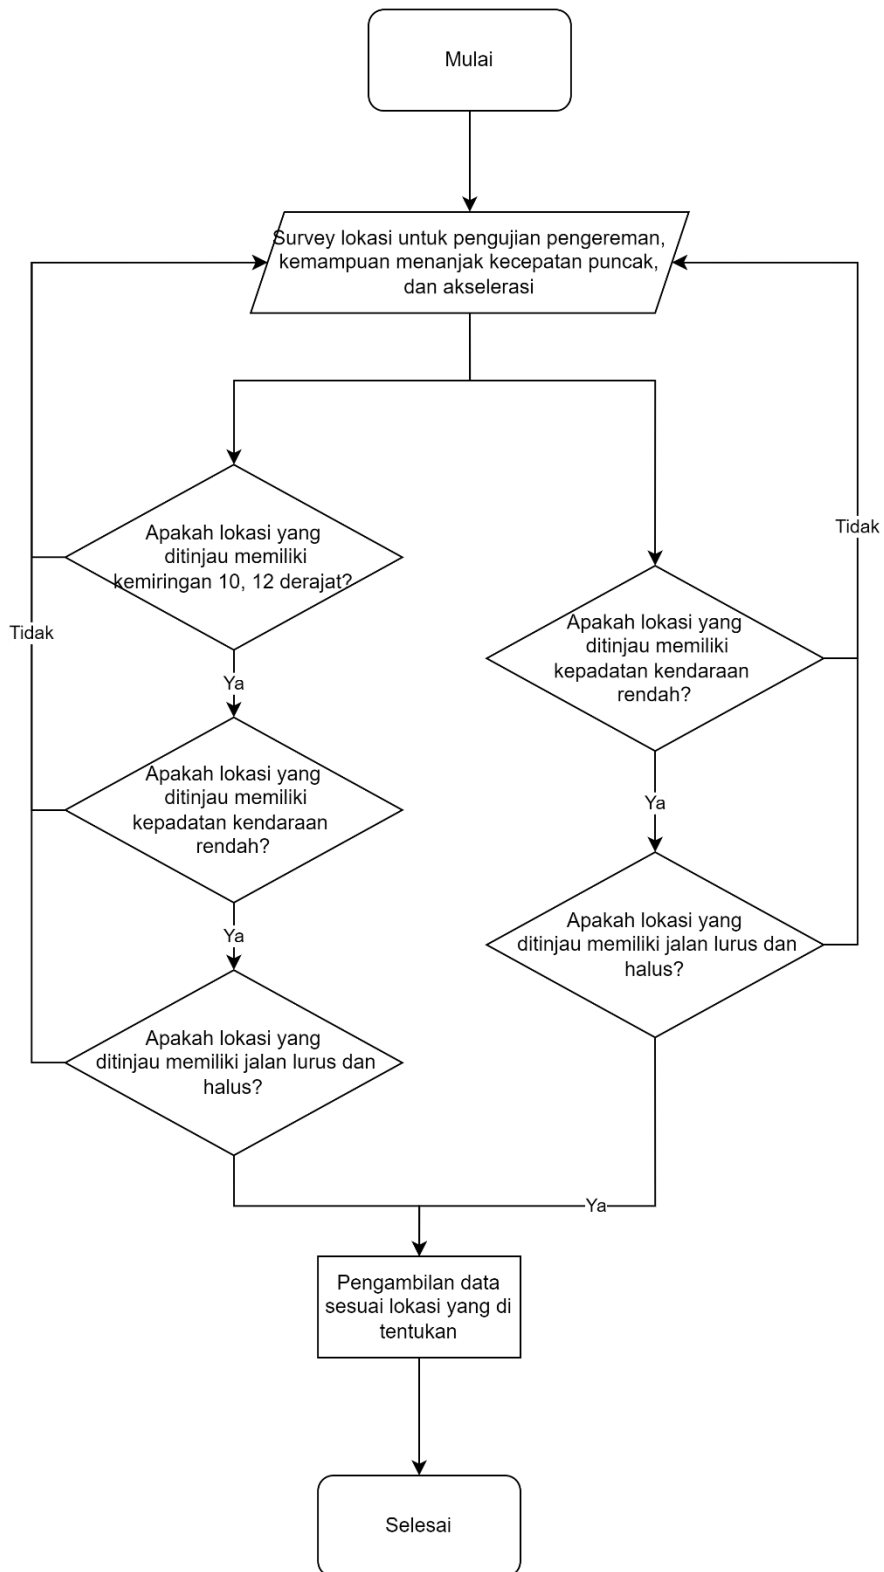 Mulai
Survey lokasi untuk pengujian pengereman,
kemampuan menanjak kecepatan puncak,
dan akselerasi
Apakah lokasi yang
ditinjau memiliki
kemiringan 10, 12 derajat?
Tidak
Tidak
Ya
Apakah lokasi yang
ditinjau memiliki
kepadatan kendaraan
rendah?
Apakah lokasi yang
ditinjau memiliki
kepadatan kendaraan
rendah?
Ya
Ya
Apakah lokasi yang
ditinjau memiliki jalan lurus dan
halus?
Apakah lokasi yang
ditinjau memiliki jalan lurus dan
halus?
Ya
Pengambilan data
sesuai lokasi yang di
tentukan
Selesai